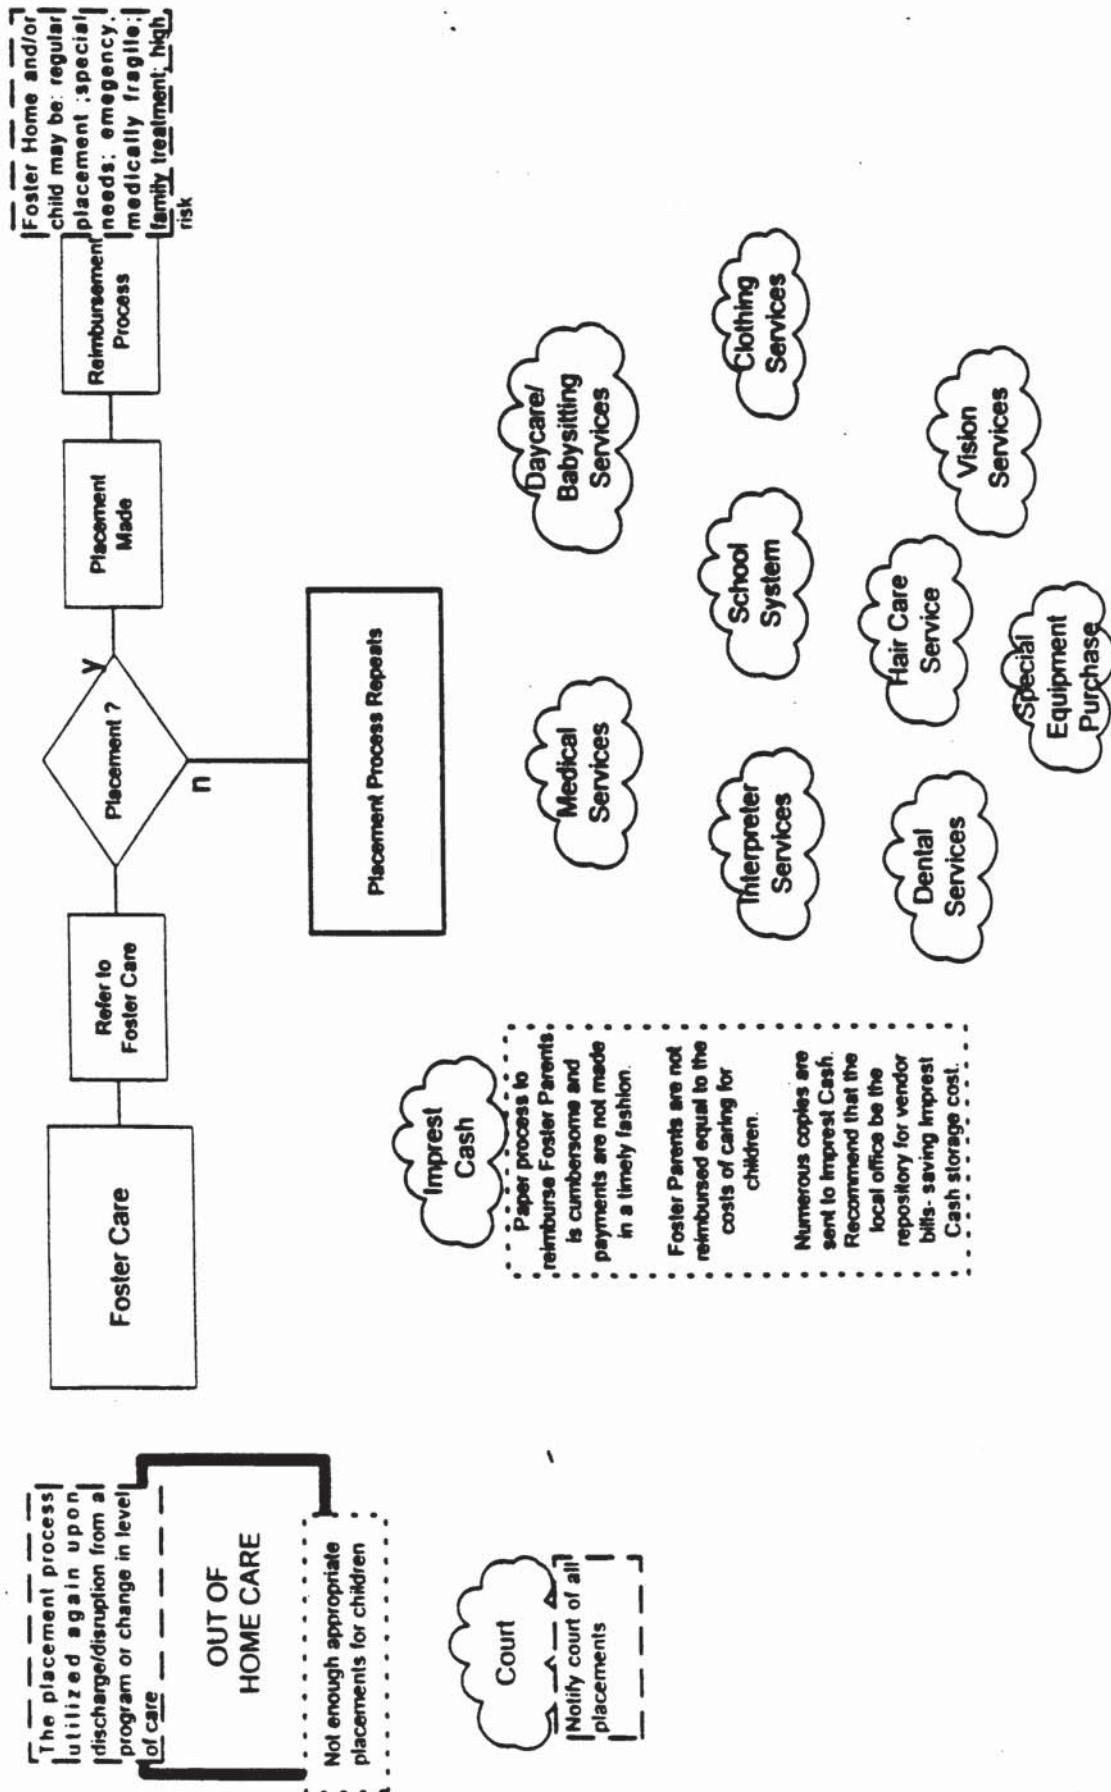 The placement process
utilized again upon
discharge/disruption from a
program or change in level
of care
OUT OF
HOME CARE
Not enough appropriate
placements for children
Court
Notify court of all
placements
Foster Care
Refer to
Foster Care
Placement ?
y
n
Placement
Made
Reimbursement
Process
Foster Home and/or
child may be: regular
placement ;special
needs; emegency,
medically fragile;
family treatment; high
risk
Placement Process Repeats
Imprest
Cash
Paper process to
reimburse Foster Parents
is cumbersome and
payments are not made
in a timely fashion.
Foster Parents are not
reimbursed equal to the
costs of caring for
children.
Numerous copies are
sent to Imprest Cash.
Recommend that the
local office be the
repository for vendor
bills- saving Imprest
Cash storage cost.
Medical
Services
Daycare/
Babysitting
Services
Interpreter
Services
School
System
Clothing
Services
Dental
Services
Hair Care
Service
Vision
Services
Special
Equipment
Purchase